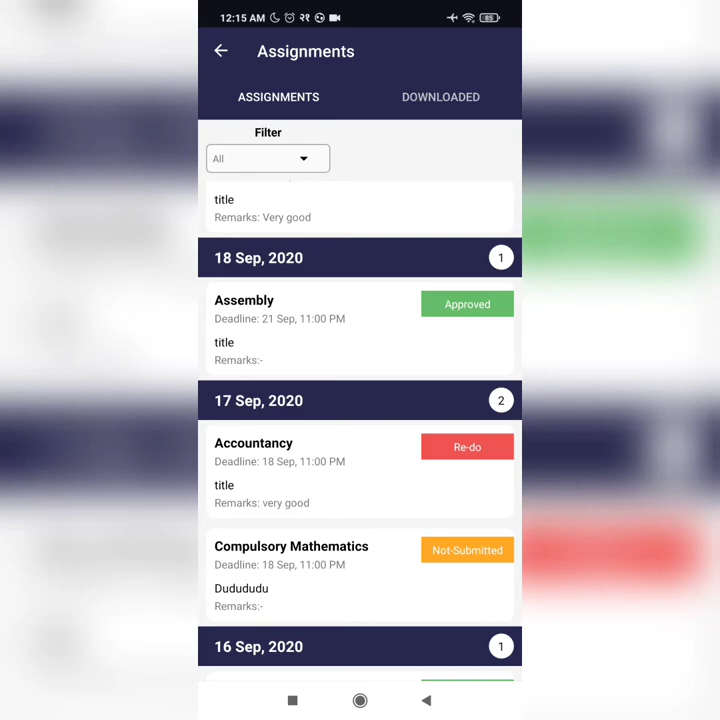 12:15 AM २१ 85
Assignments
ASSIGNMENTS DOWNLOADED
Filter
All
title
Remarks: Very good
18 Sep, 2020 1
Assembly Approved
Deadline: 21 Sep, 11:00 PM
title
Remarks:-
17 Sep, 2020 2
Accountancy Re-do
Deadline: 18 Sep, 11:00 PM
title
Remarks: very good
Compulsory Mathematics Not-Submitted
Deadline: 18 Sep, 11:00 PM
Dudududu
Remarks:-
16 Sep, 2020 1